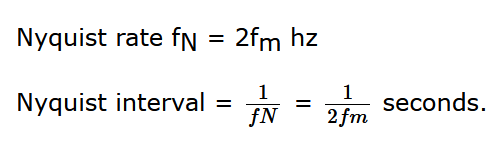 Nyquist rate fN = 2fm hz
Nyquist interval = 1/fN = 1/2fm seconds.